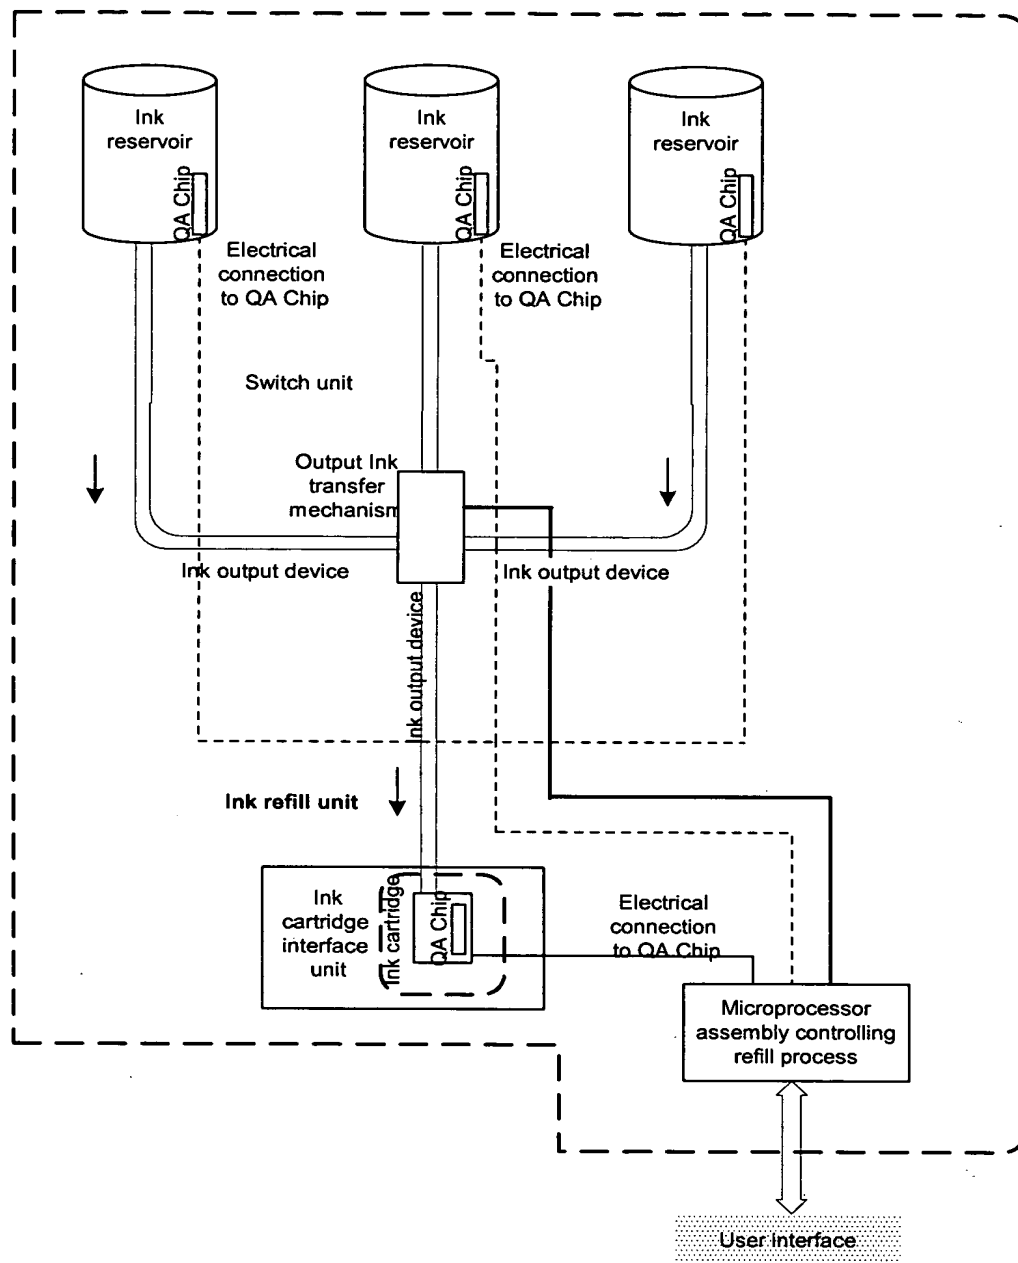 Ink
reservoir
QA Chip
Ink
reservoir
QA Chip
Ink
reservoir
QA Chip
Electrical
connection
to QA Chip
Electrical
connection
to QA Chip
Switch unit
Output Ink
transfer
mechanism
Ink output device
Ink output device
Ink output device
Ink refill unit
Ink
cartridge
interface
unit
Ink cartridge
QA Chip
Electrical
connection
to QA Chip
Microprocessor
assembly controlling
refill process
User interface